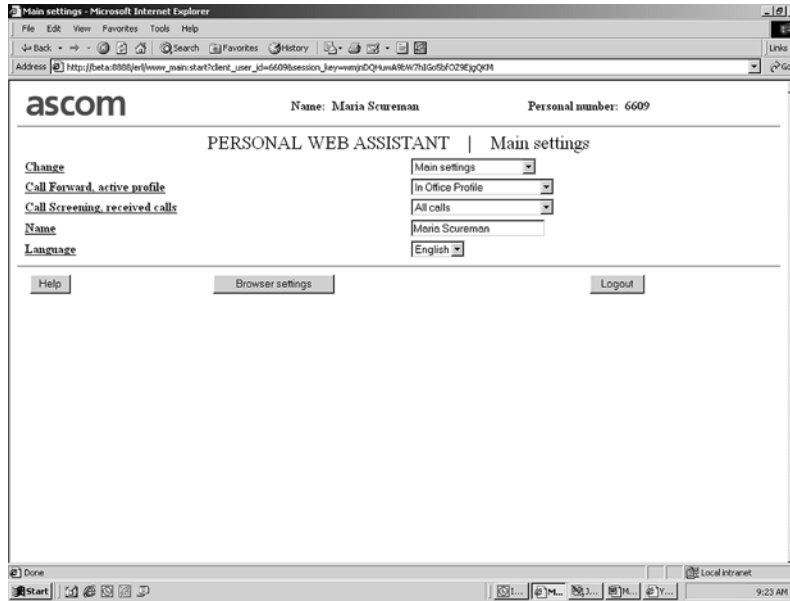 Main settings - Microsoft Internet Explorer
File Edit View Favorites Tools Help
Back Search Favorites History
Links
Address http://beta:8888/erl/www_main:start?client_user_id=6609&session_key=
Go
ascom Name: Maria Scureman Personal number: 6609
PERSONAL WEB ASSISTANT | Main settings
Change Main settings
Call Forward, active profile In Office Profile
Call Screening, received calls All calls
Name Maria Scureman
Language English
Help Browser settings Logout
Done Local intranet
Start I... M... J... M... Y... 9:23 AM